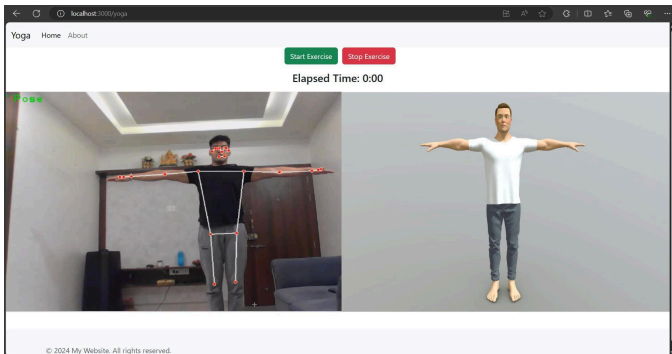 localhost:3000/yoga
Yoga Home About
Start Exercise Stop Exercise
Elapsed Time: 0:00
TPose
© 2024 My Website. All rights reserved.